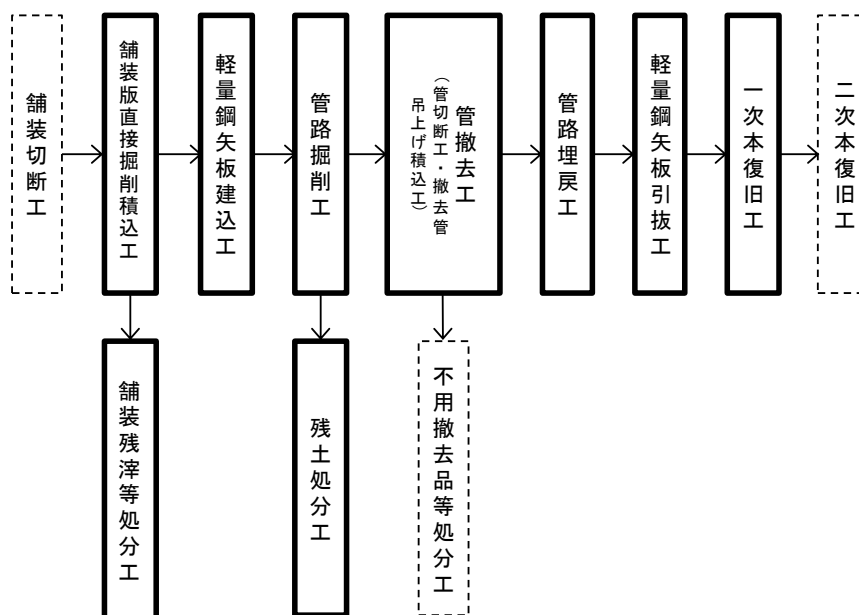 舗装切断工
舗装版直接掘削積込工
軽量鋼矢板建込工
管路掘削工
管撤去工
(管切断工・撤去管
吊上げ積込工)
管路埋戻工
軽量鋼矢板引抜工
一次本復旧工
二次本復旧工
舗装残滓等処分工
残土処分工
不用撤去品等処分工